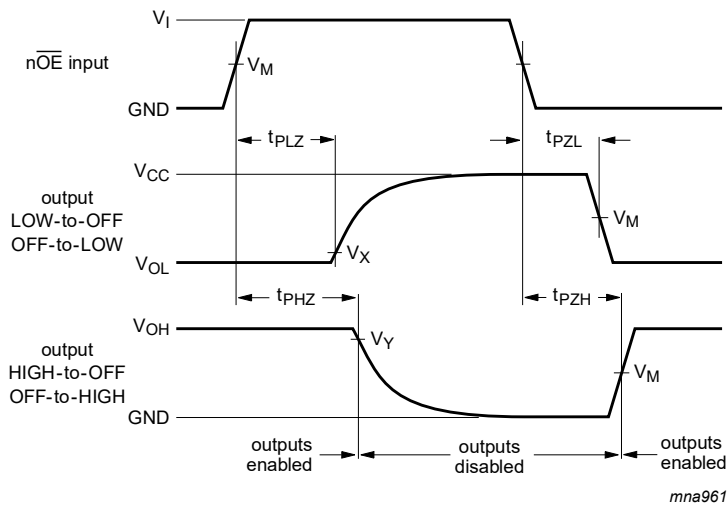 V_I
nOE input
V_M
GND
t_PLZ
t_PZL
V_CC
output
LOW-to-OFF
OFF-to-LOW
V_M
V_X
V_OL
t_PHZ
t_PZH
V_OH
V_Y
output
HIGH-to-OFF
OFF-to-HIGH
V_M
GND
outputs
enabled
outputs
disabled
outputs
enabled
mna961